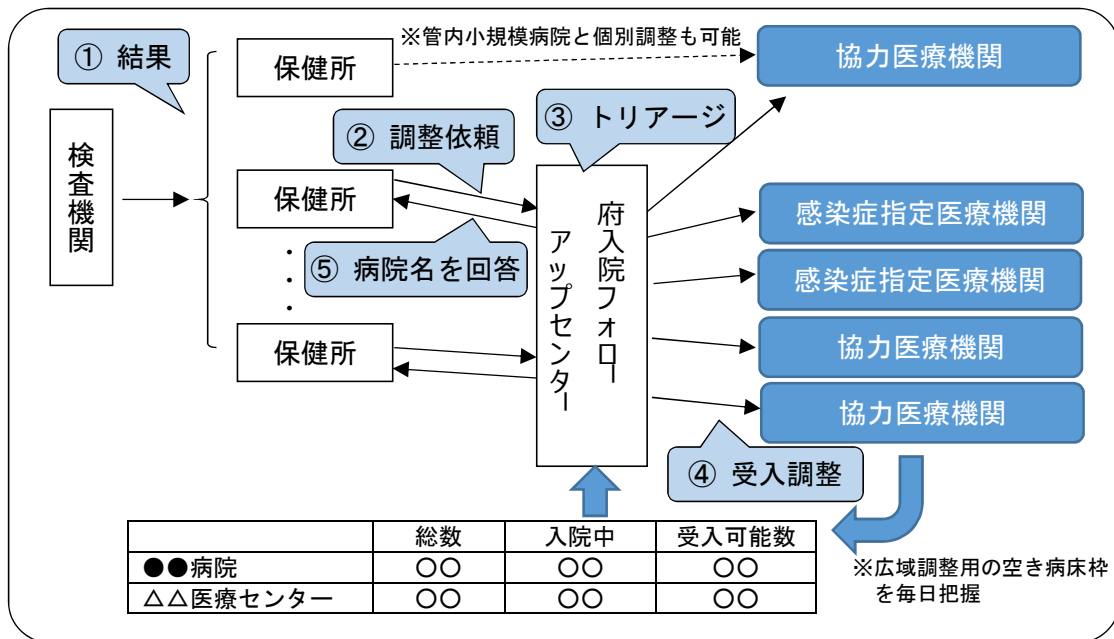 ① 結果
保健所
※管内小規模病院と個別調整も可能
協力医療機関
検査機関
② 調整依頼
③ トリアージ
保健所
府入院フォロー
アップセンター
感染症指定医療機関
⑤ 病院名を回答
感染症指定医療機関
・
・
・
保健所
協力医療機関
協力医療機関
④ 受入調整
総数 入院中 受入可能数
●●病院 〇〇 〇〇 〇〇
△△医療センター 〇〇 〇〇 〇〇
※広域調整用の空き病床枠
を毎日把握